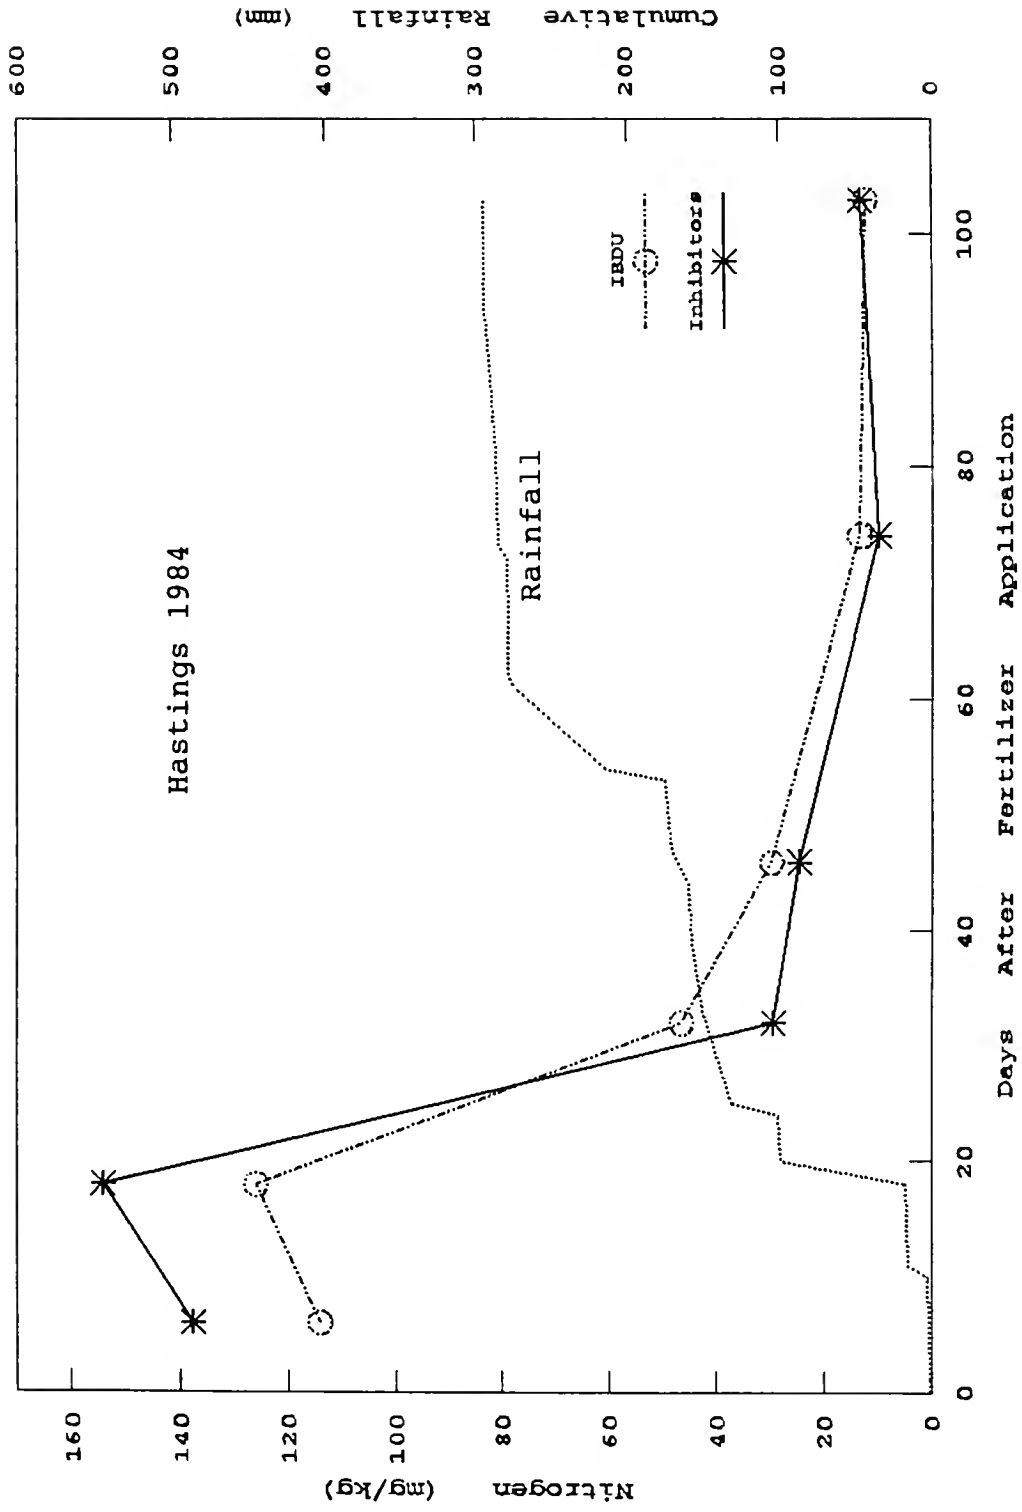 Hastings 1984
Nitrogen (mg/kg)
160
140
120
100
80
60
40
20
0
Cumulative Rainfall (mm)
600
500
400
300
200
100
0
Rainfall
IBDU
Inhibitors
0 20 40 60 80 100
Days After Fertilizer Application